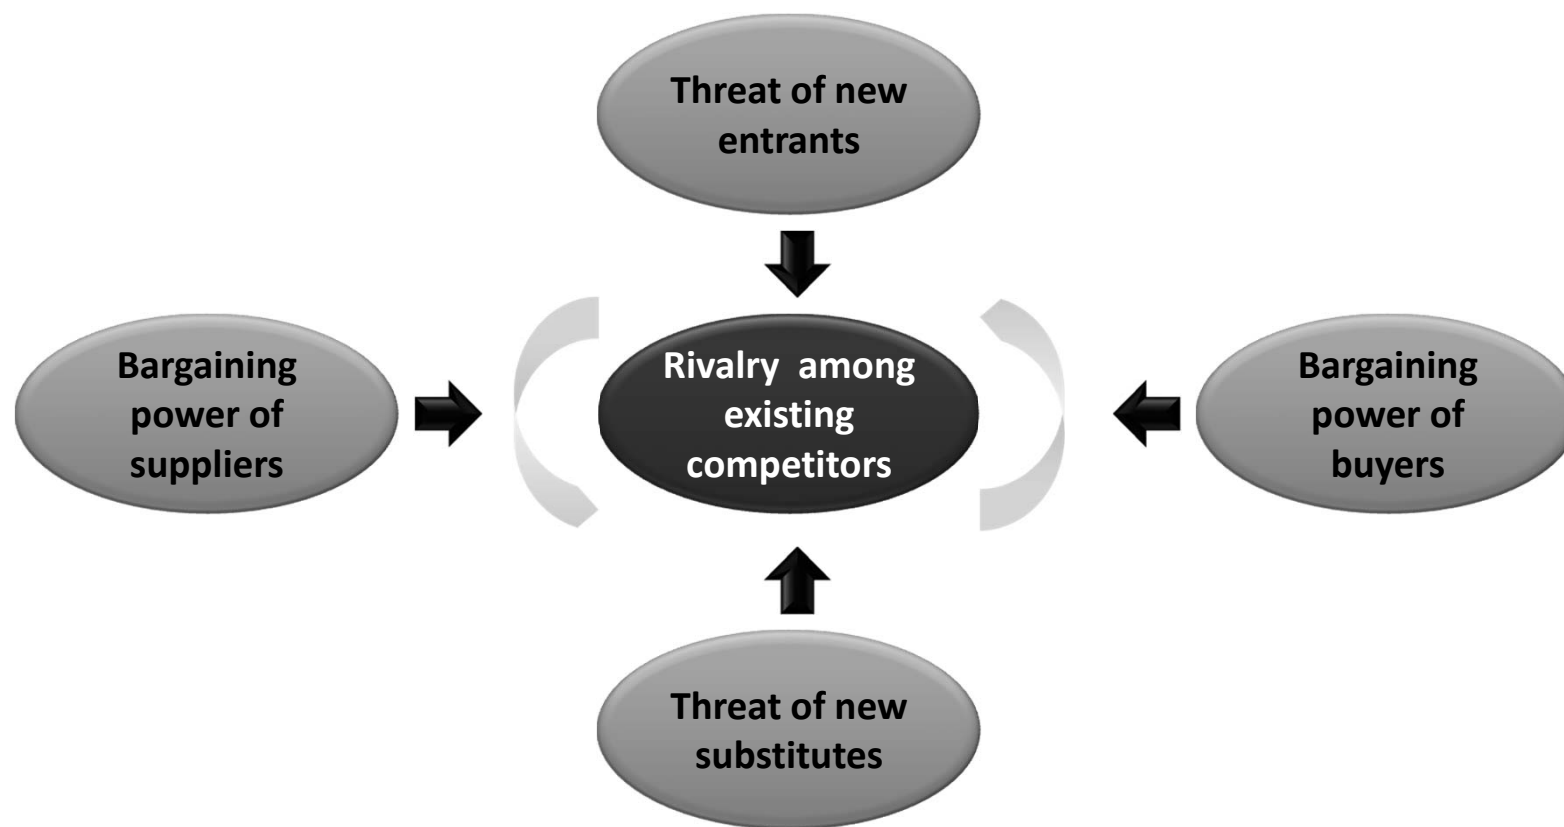 Threat of new
entrants
Bargaining
power of
suppliers
Rivalry  among
existing
competitors
Bargaining
power of
buyers
Threat of new
substitutes